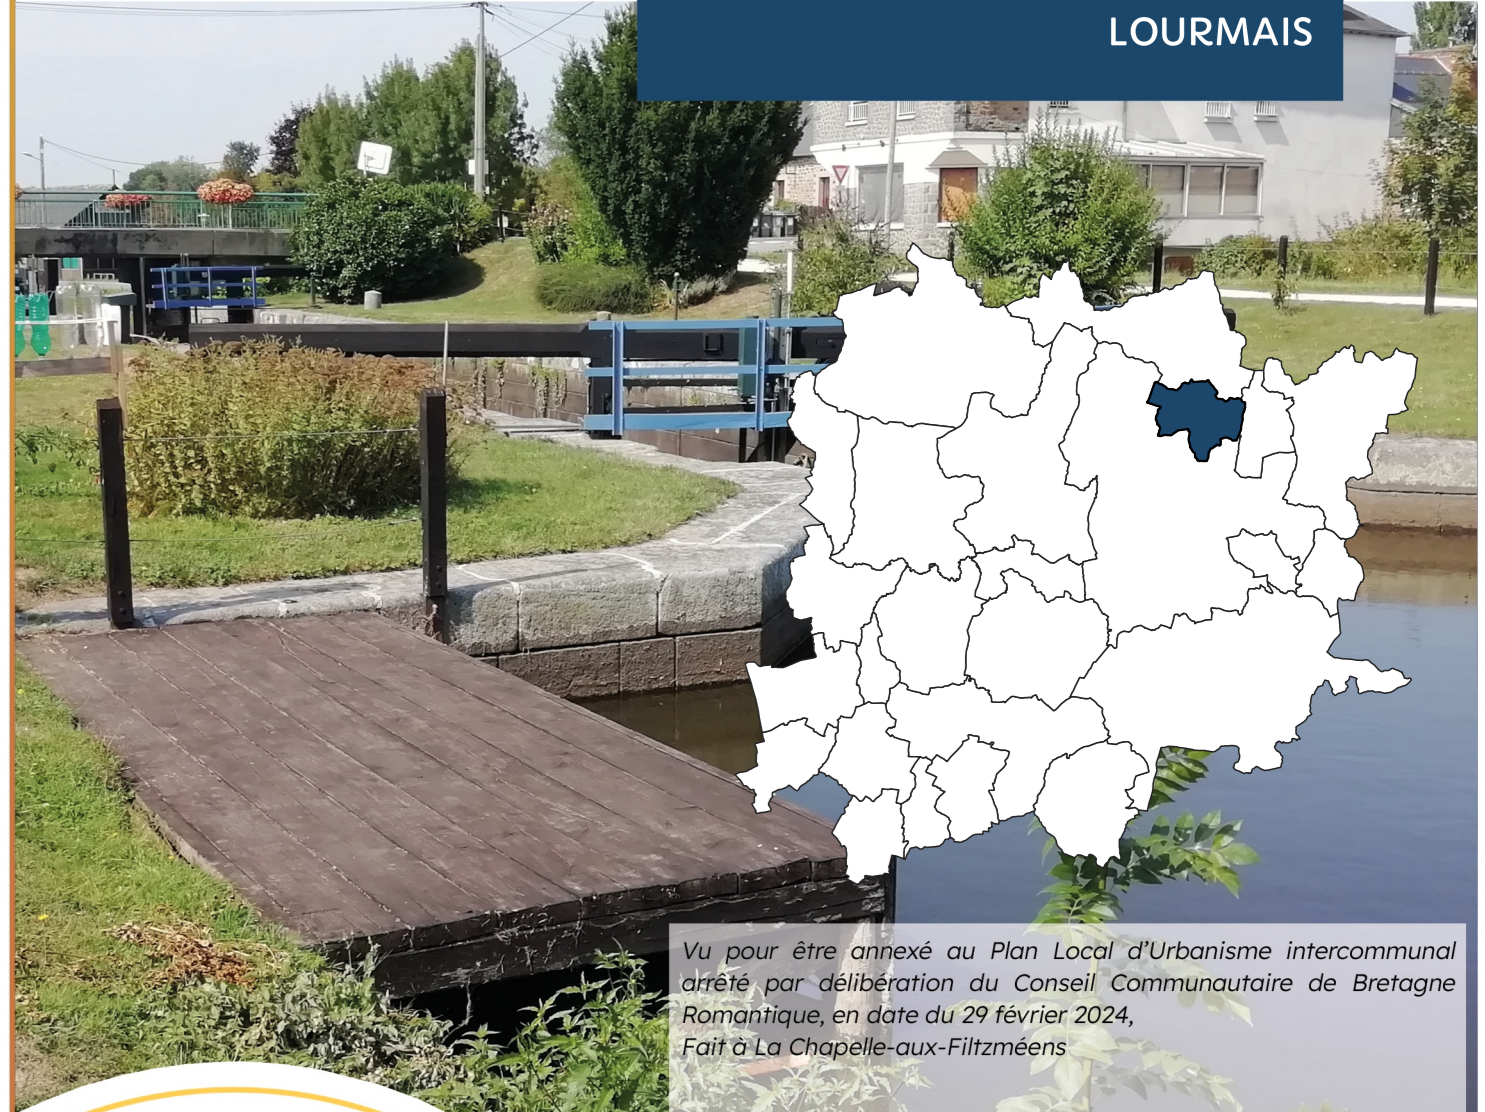 LOURMAIS
Vu pour être annexé au Plan Local d’Urbanisme intercommunal
arrêté par délibération du Conseil Communautaire de Bretagne
Romantique, en date du 29 février 2024,
Fait à La Chapelle-aux-Filtzméens